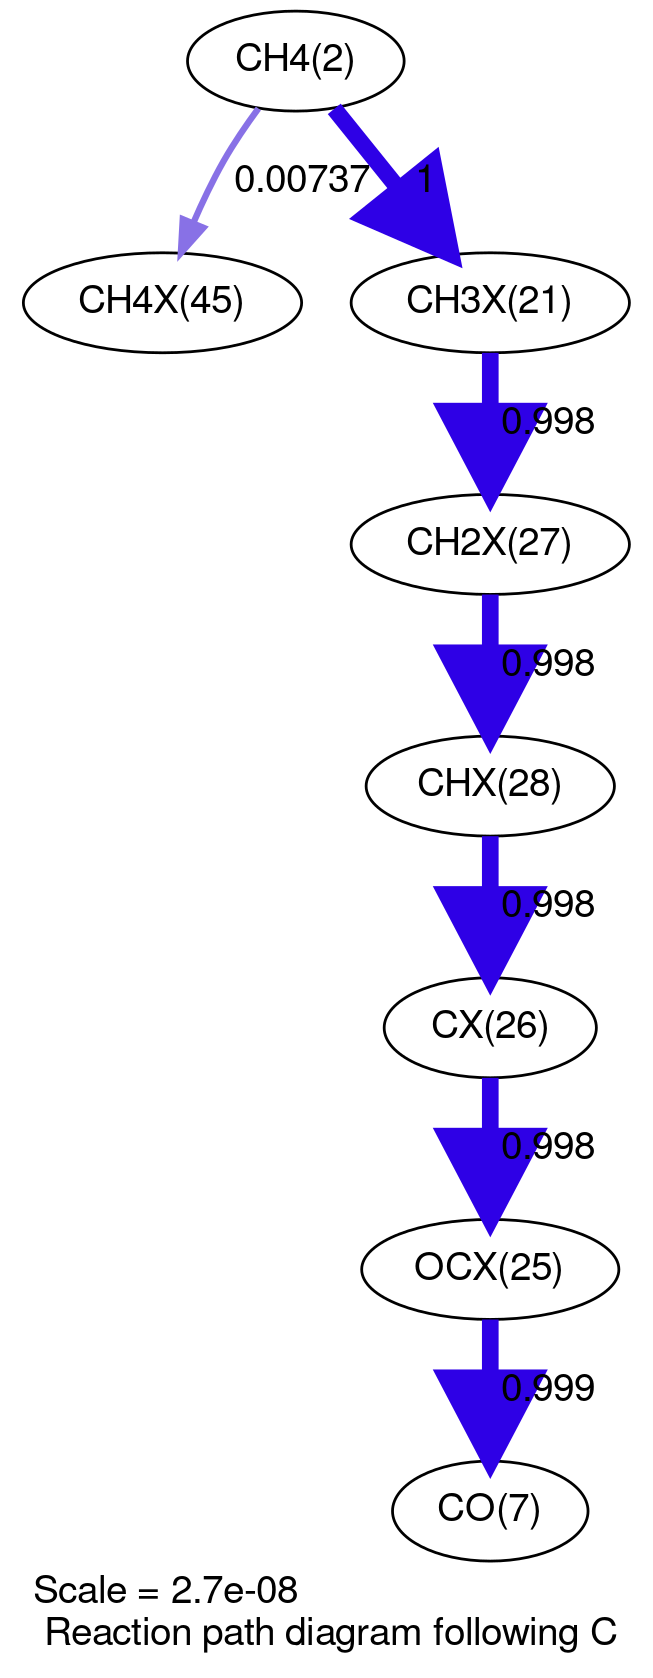 CH4(2)
0.00737
1
CH4X(45)
CH3X(21)
0.998
CH2X(27)
0.998
CHX(28)
0.998
CX(26)
0.998
OCX(25)
0.999
CO(7)
Scale = 2.7e-08
Reaction path diagram following C